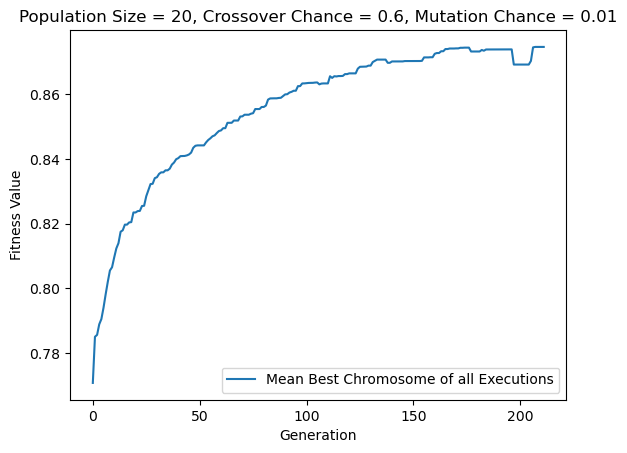 Population Size = 20, Crossover Chance = 0.6, Mutation Chance = 0.01
Fitness Value
0.86
0.84
0.82
0.80
0.78
Mean Best Chromosome of all Executions
0 50 100 150 200
Generation